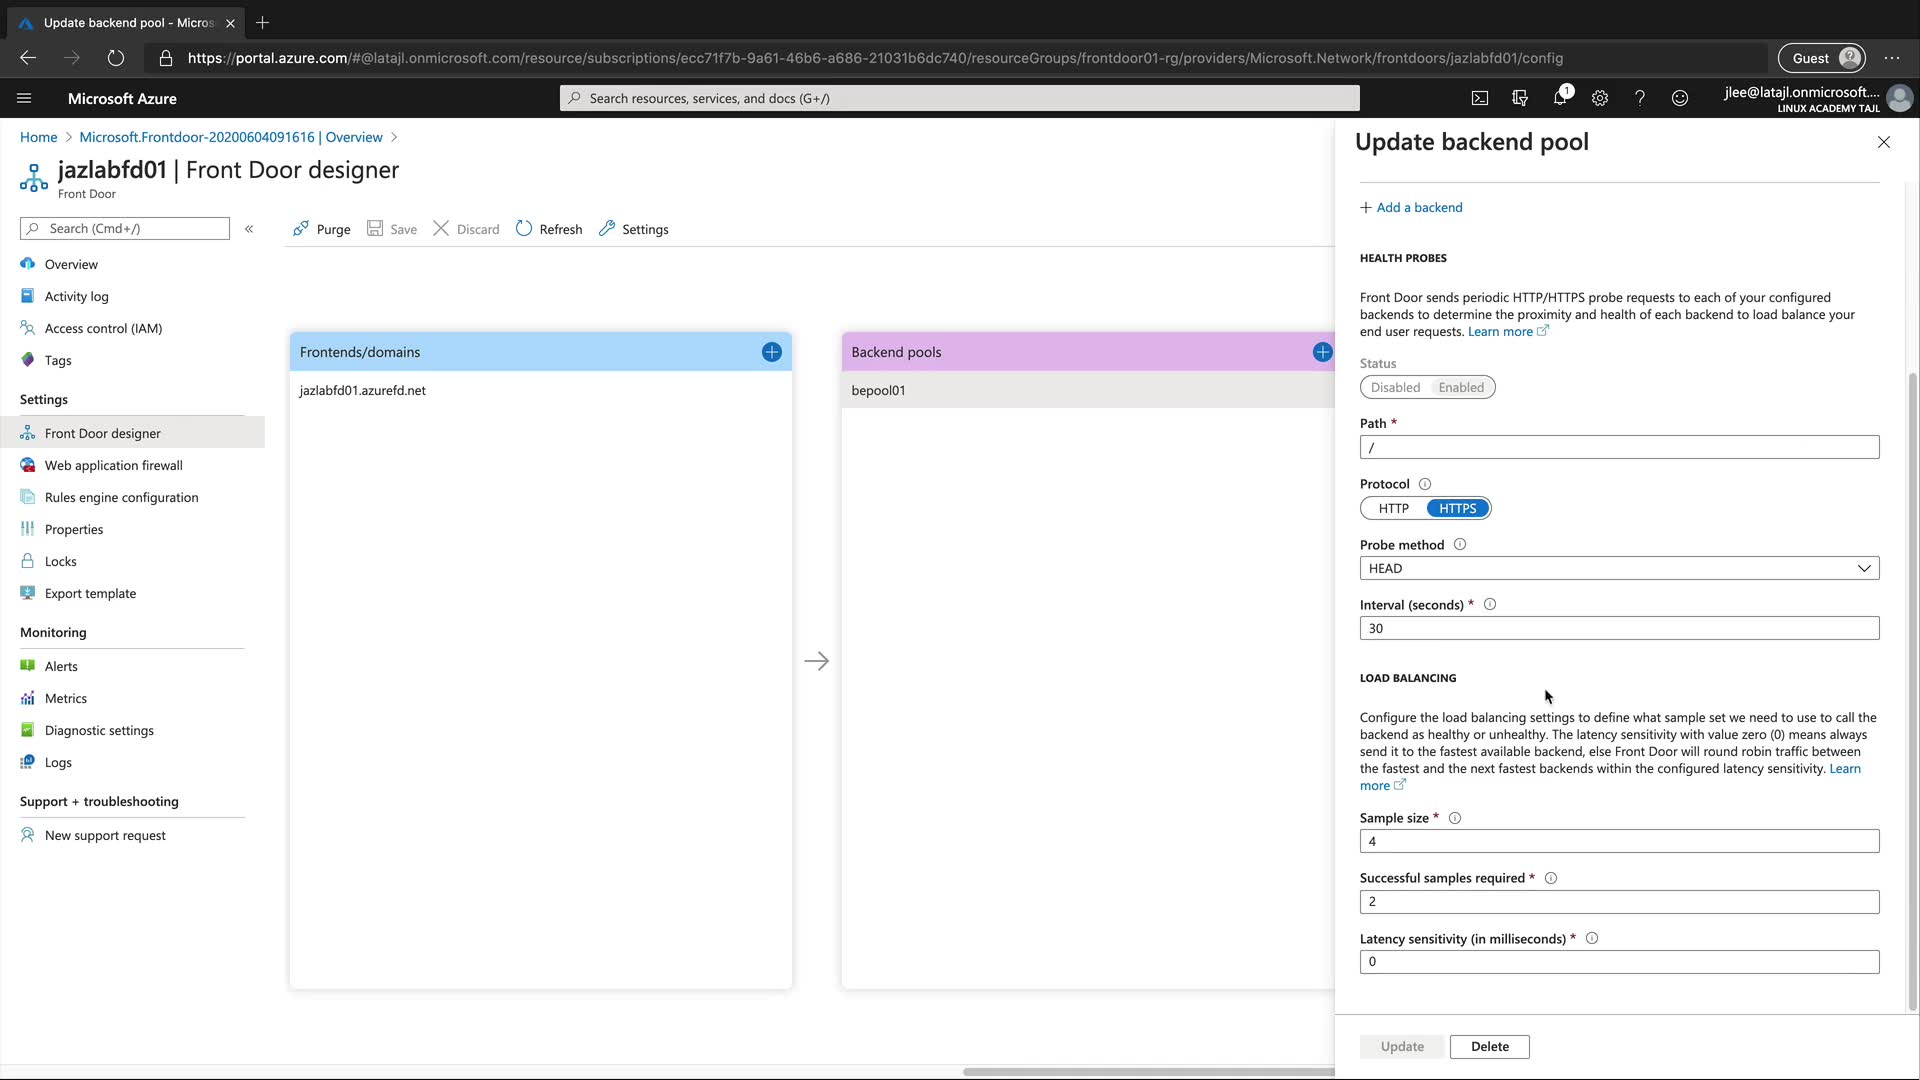 Update backend pool - Micros
https://portal.azure.com/#@latajl.onmicrosoft.com/resource/subscriptions/ecc71f7b-9a61-46b6-a686-21031b6dc740/resourceGroups/frontdoor01-rg/providers/Microsoft.Network/frontdoors/jazlabfd01/config
Guest
Microsoft Azure
Search resources, services, and docs (G+/)
1
jlee@latajl.onmicrosoft....
LINUX ACADEMY TAJL
Home > Microsoft.Frontdoor-20200604091616 | Overview >
jazlabfd01 | Front Door designer
Front Door
Search (Cmd+/)
«
Purge
Save
Discard
Refresh
Settings
Overview
Activity log
Access control (IAM)
Tags
Settings
Front Door designer
Web application firewall
Rules engine configuration
Properties
Locks
Export template
Monitoring
Alerts
Metrics
Diagnostic settings
Logs
Support + troubleshooting
New support request
Frontends/domains
jazlabfd01.azurefd.net
Backend pools
bepool01
Update backend pool
+ Add a backend
HEALTH PROBES
Front Door sends periodic HTTP/HTTPS probe requests to each of your configured
backends to determine the proximity and health of each backend to load balance your
end user requests. Learn more
Status
Disabled Enabled
Path *
/
Protocol
HTTP HTTPS
Probe method
HEAD
Interval (seconds) *
30
LOAD BALANCING
Configure the load balancing settings to define what sample set we need to use to call the
backend as healthy or unhealthy. The latency sensitivity with value zero (0) means always
send it to the fastest available backend, else Front Door will round robin traffic between
the fastest and the next fastest backends within the configured latency sensitivity. Learn
more
Sample size *
4
Successful samples required *
2
Latency sensitivity (in milliseconds) *
0
Update
Delete